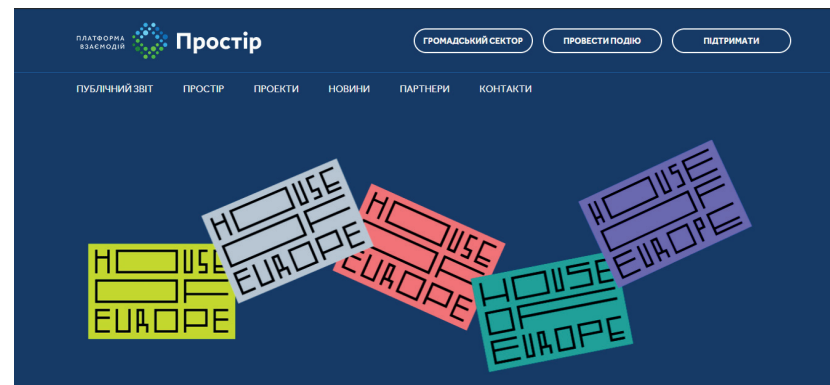 ПЛАТФОРМА
ВЗАЄМОДІЙ
Простір
ГРОМАДСЬКИЙ СЕКТОР
ПРОВЕСТИ ПОДІЮ
ПІДТРИМАТИ
ПУБЛІЧНИЙ ЗВІТ ПРОСТІР ПРОЕКТИ НОВИНИ ПАРТНЕРИ КОНТАКТИ
HOUSE
OF
EUROPE
HOUSE
OF
EUROPE
HOUSE
OF
EUROPE
HOUSE
OF
EUROPE
HOUSE
OF
EUROPE